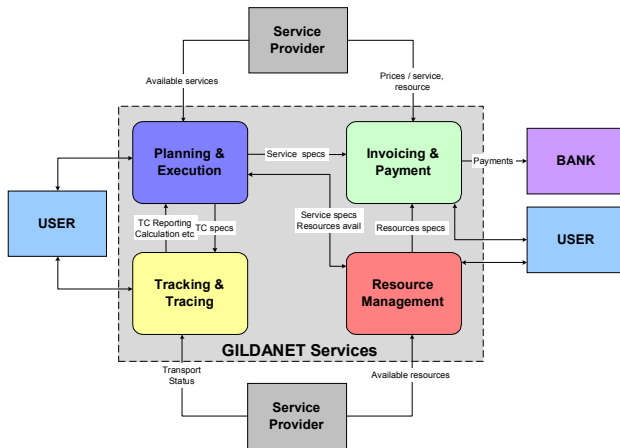 Service
Provider
Available services
Prices / service,
resource
Planning &
Execution
Service specs
Invoicing &
Payment
Payments
BANK
USER
TC Reporting
Calculation etc
TC specs
Service specs
Resources avail
Resources specs
USER
Tracking &
Tracing
Resource
Management
GILDANET Services
Transport
Status
Available resources
Service
Provider